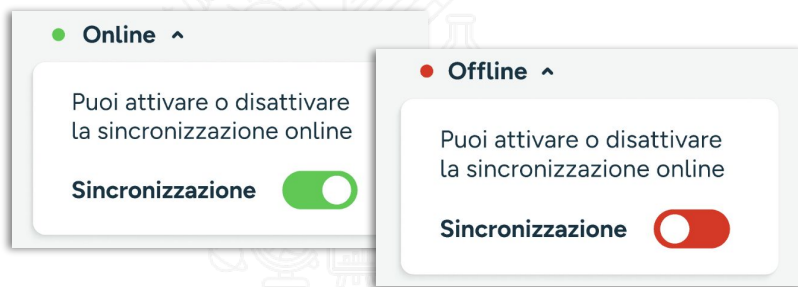 Online
Puoi attivare o disattivare
la sincronizzazione online
Sincronizzazione
Offline
Puoi attivare o disattivare
la sincronizzazione online
Sincronizzazione